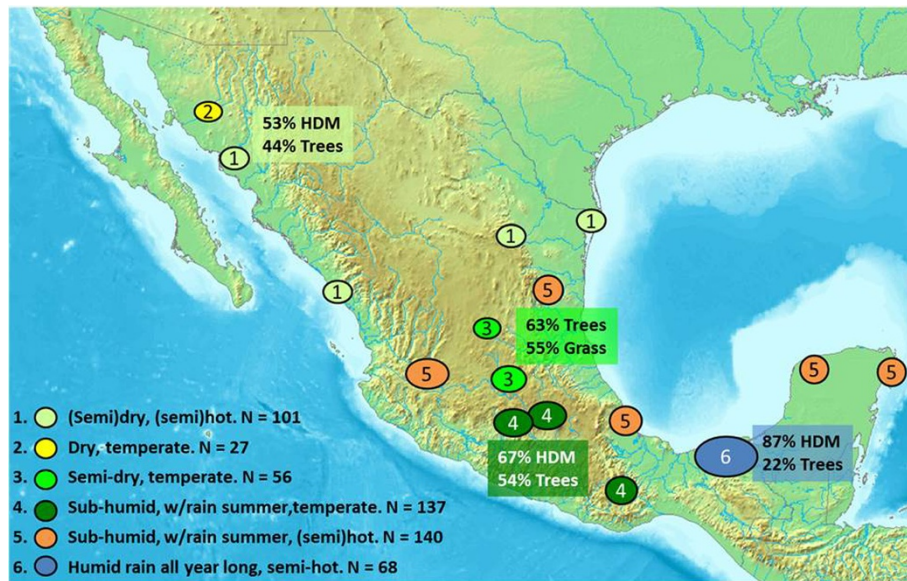 2
53% HDM
44% Trees
1
1
1
5
1
3
63% Trees
55% Grass
5
3
5
5
4
4
5
67% HDM
54% Trees
6
87% HDM
22% Trees
4
1. (Semi)dry, (semi)hot. N = 101
2. Dry, temperate. N = 27
3. Semi-dry, temperate. N = 56
4. Sub-humid, w/rain summer,temperate. N = 137
5. Sub-humid, w/rain summer, (semi)hot. N = 140
6. Humid rain all year long, semi-hot. N = 68